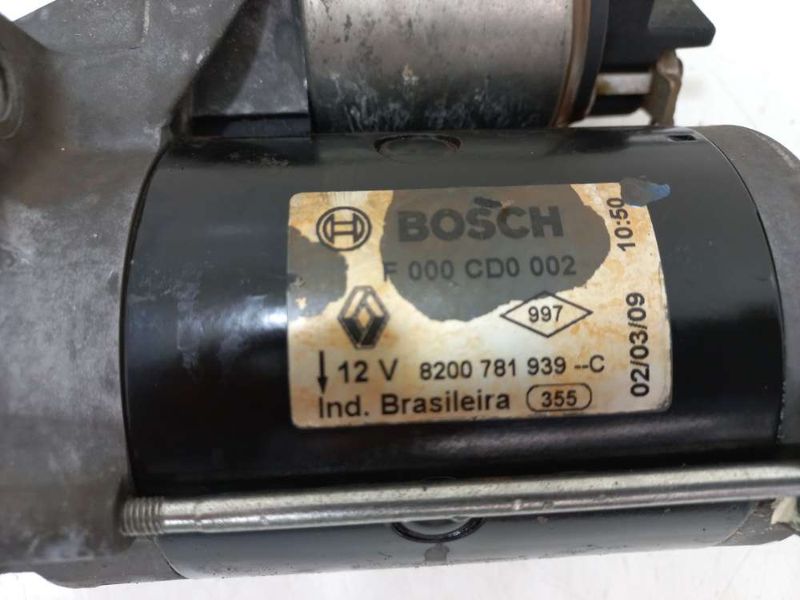 BOSCH
F 000 CD0 002
997
12 V 8200 781 939 --C
Ind. Brasileira 355
02/03/09 10:50